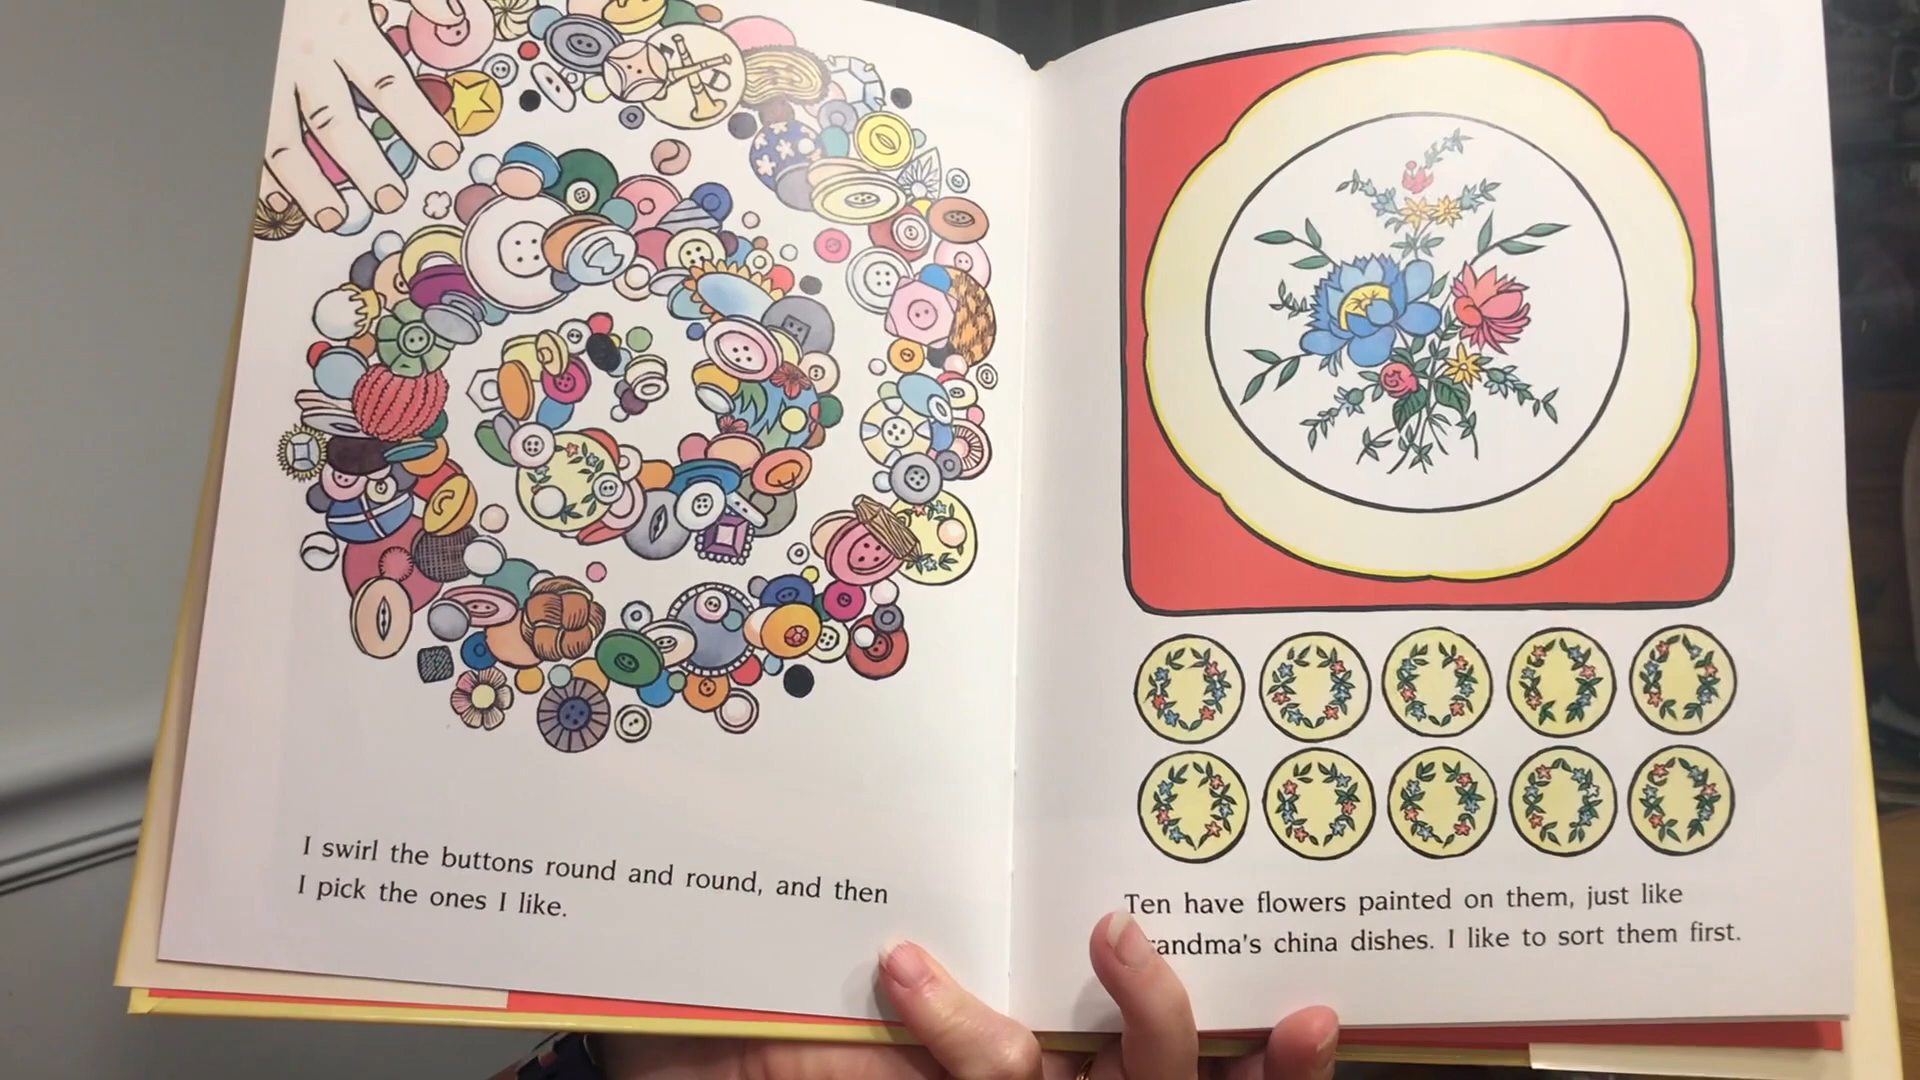 I swirl the buttons round and round, and then
I pick the ones I like.
Ten have flowers painted on them, just like
andma's china dishes. I like to sort them first.